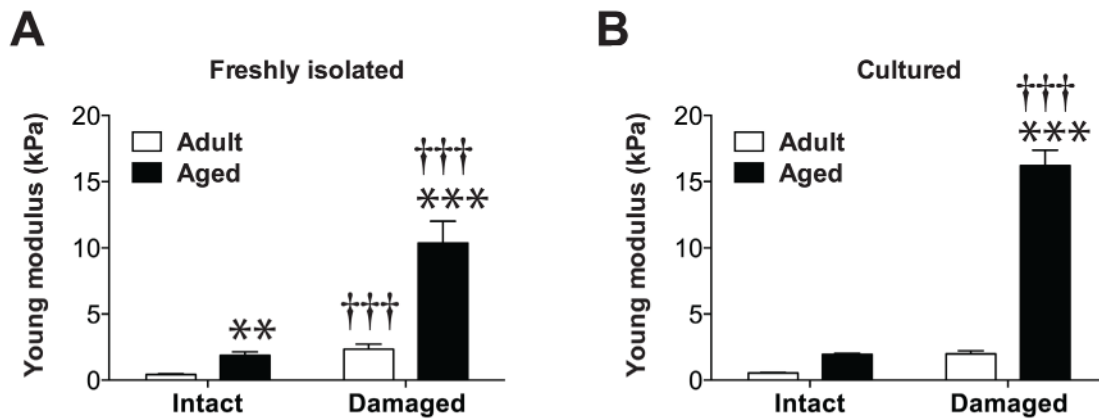 A
Freshly isolated
Young modulus (kPa)
20
15
10
5
0
Adult
Aged
**
†††
†††
***
Intact
Damaged
B
Cultured
Young modulus (kPa)
20
15
10
5
0
Adult
Aged
†††
***
Intact
Damaged